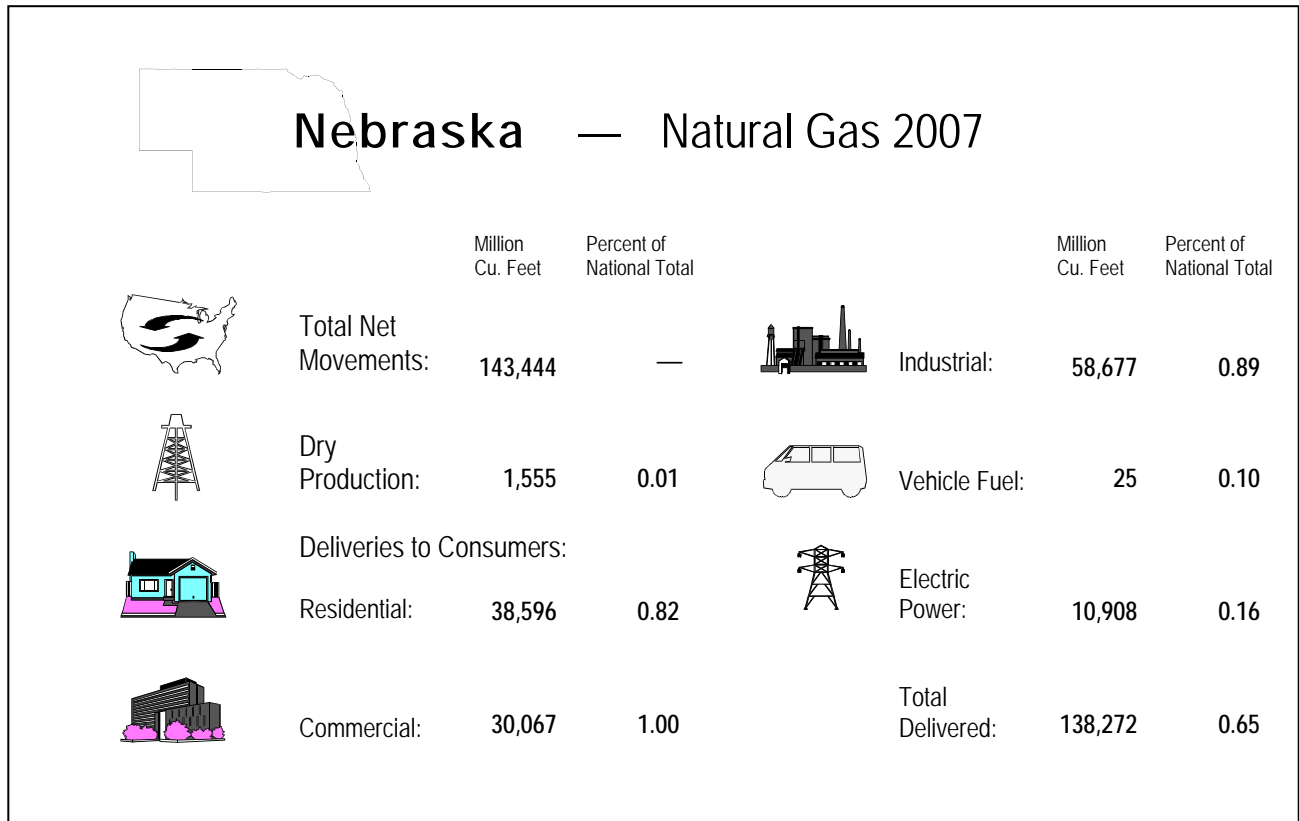 Nebraska — Natural Gas 2007
Million
Cu. Feet
Percent of
National Total
Total Net
Movements: 143,444 —
Dry
Production: 1,555 0.01
Deliveries to Consumers:
Residential: 38,596 0.82
Commercial: 30,067 1.00
Million
Cu. Feet
Percent of
National Total
Industrial: 58,677 0.89
Vehicle Fuel: 25 0.10
Electric
Power: 10,908 0.16
Total
Delivered: 138,272 0.65